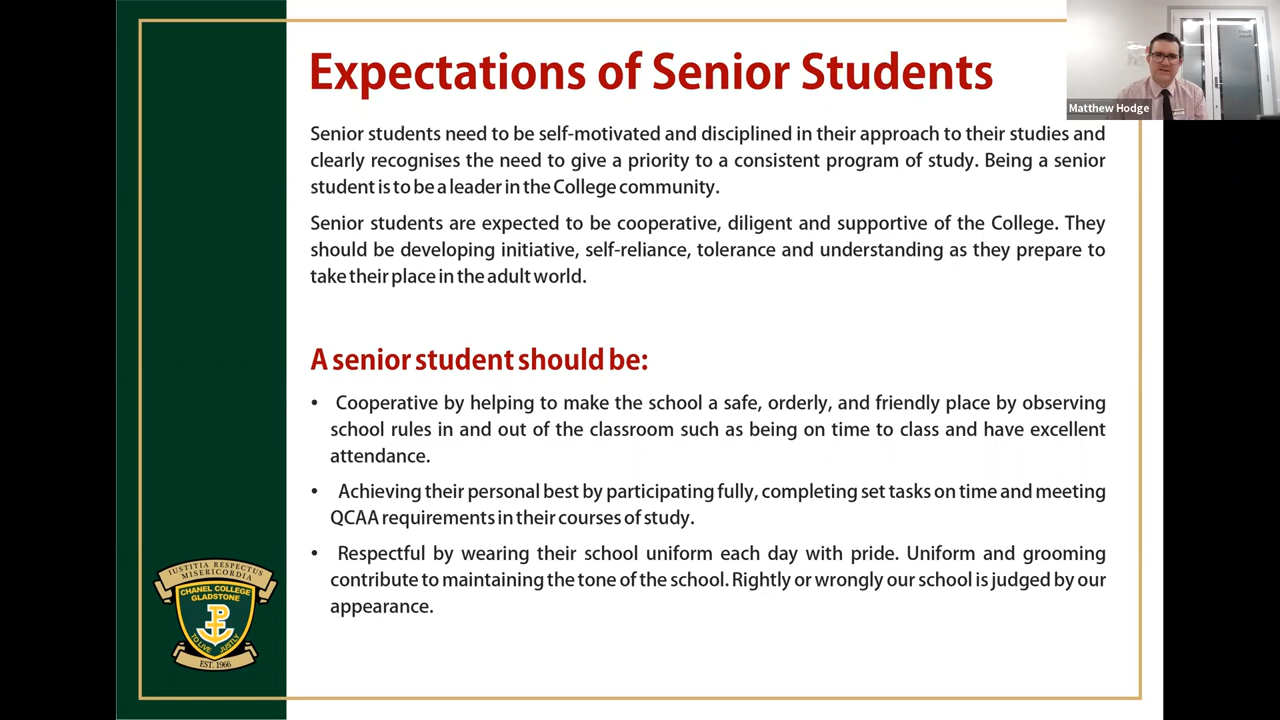 Expectations of Senior Students
Matthew Hodge
Senior students need to be self-motivated and disciplined in their approach to their studies and
clearly recognises the need to give a priority to a consistent program of study. Being a senior
student is to be a leader in the College community.
Senior students are expected to be cooperative, diligent and supportive of the College. They
should be developing initiative, self-reliance, tolerance and understanding as they prepare to
take their place in the adult world.
A senior student should be:
• Cooperative by helping to make the school a safe, orderly, and friendly place by observing
school rules in and out of the classroom such as being on time to class and have excellent
attendance.
• Achieving their personal best by participating fully, completing set tasks on time and meeting
QCAA requirements in their courses of study.
• Respectful by wearing their school uniform each day with pride. Uniform and grooming
contribute to maintaining the tone of the school. Rightly or wrongly our school is judged by our
appearance.
IUSTITIA RESPECTUS
MISERICORDIA
CHANEL COLLEGE
GLADSTONE
TO LIVE JUSTLY
EST. 1966